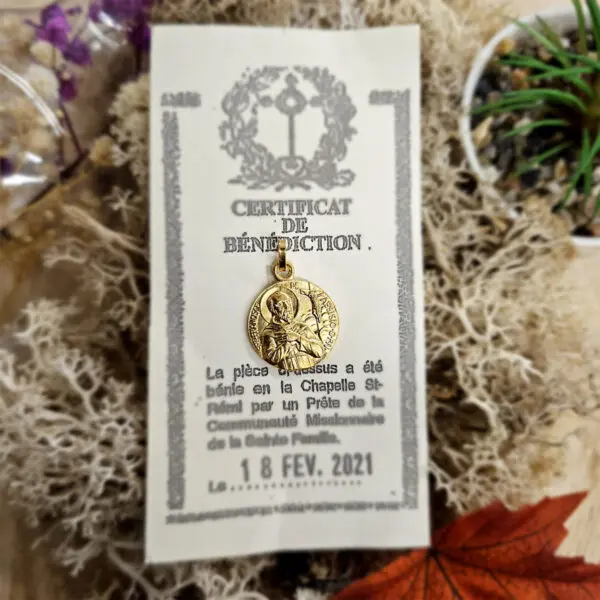 CERTIFICAT
DE
BÉNÉDICTION.
La pièce ci-dessus a été
bénie en la Chapelle St-
Rémi par un Prête de la
Communauté Missionnaire
de la Sainte Famille.
Le 18 FEV. 2021